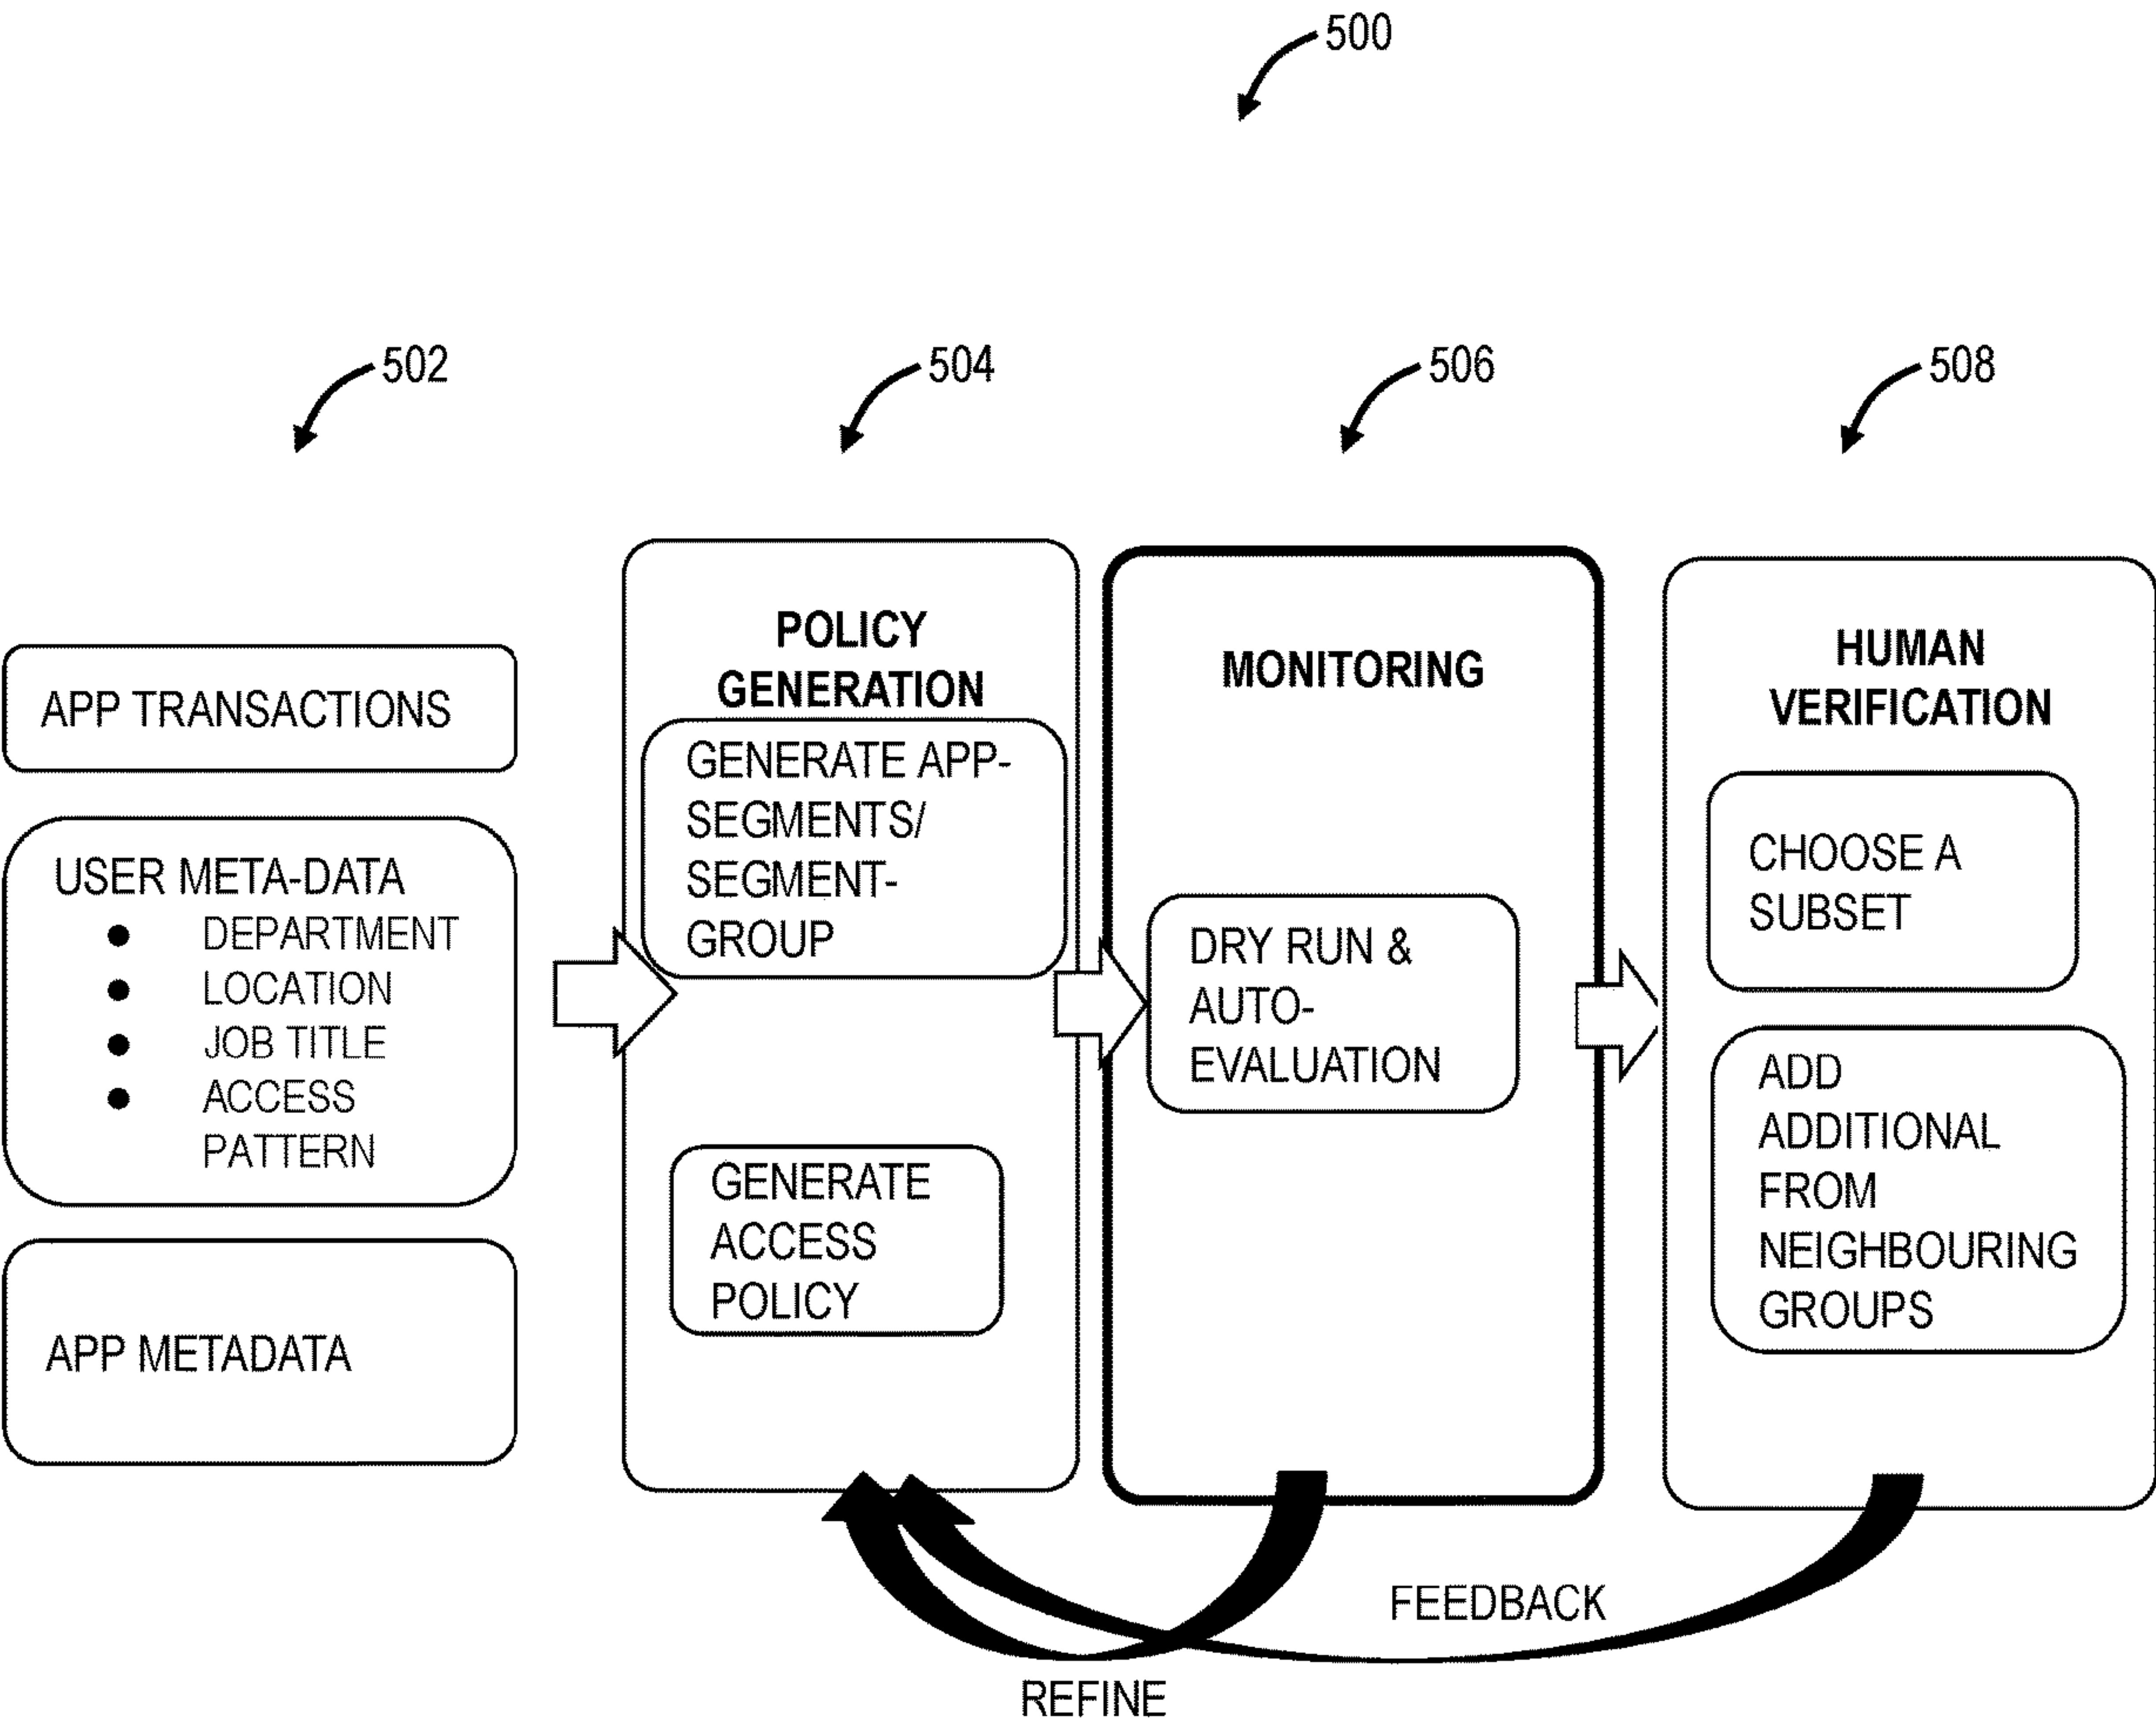 500
502
504
506
508
APP TRANSACTIONS
USER META-DATA
● DEPARTMENT
● LOCATION
● JOB TITLE
● ACCESS
PATTERN
APP METADATA
POLICY
GENERATION
GENERATE APP-
SEGMENTS/
SEGMENT-
GROUP
GENERATE
ACCESS
POLICY
MONITORING
DRY RUN &
AUTO-
EVALUATION
HUMAN
VERIFICATION
CHOOSE A
SUBSET
ADD
ADDITIONAL
FROM
NEIGHBOURING
GROUPS
FEEDBACK
REFINE